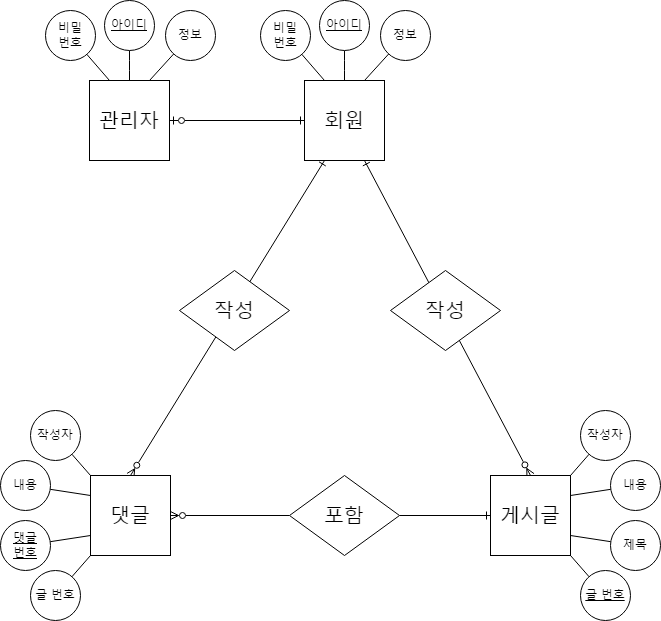 비밀
번호
아이디
정보
비밀
번호
아이디
정보
관리자
회원
작성
작성
작성자
내용
댓글
번호
글 번호
댓글
포함
게시글
작성자
내용
제목
글 번호